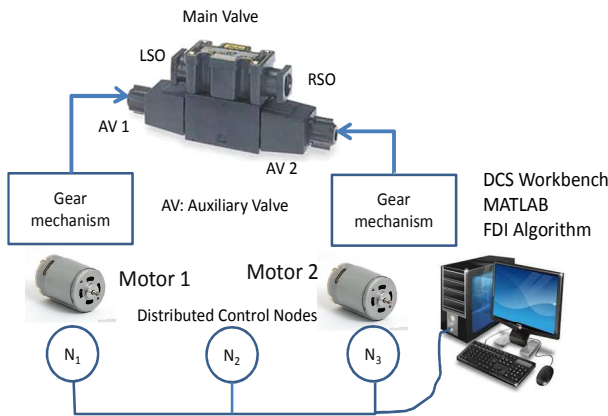 Main Valve
LSO
RSO
AV 1
AV 2
Gear
mechanism
AV: Auxiliary Valve
Gear
mechanism
DCS Workbench
MATLAB
FDI Algorithm
Motor 1
Motor 2
Distributed Control Nodes
N1
N2
N3